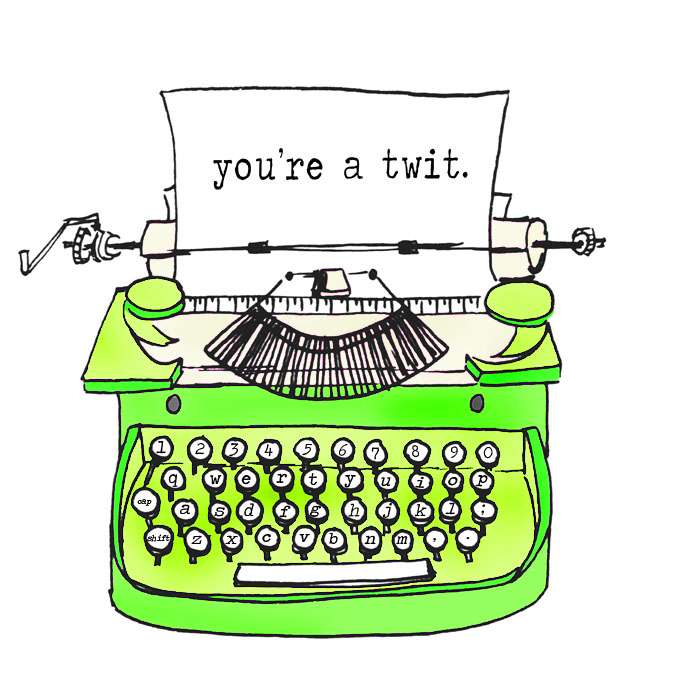 you're a twit.
1 2 3 4 5 6 7 8 9 0
q w e r t y u i o p
cap a s d f g h j k l ;
shift z x c v b n m , .